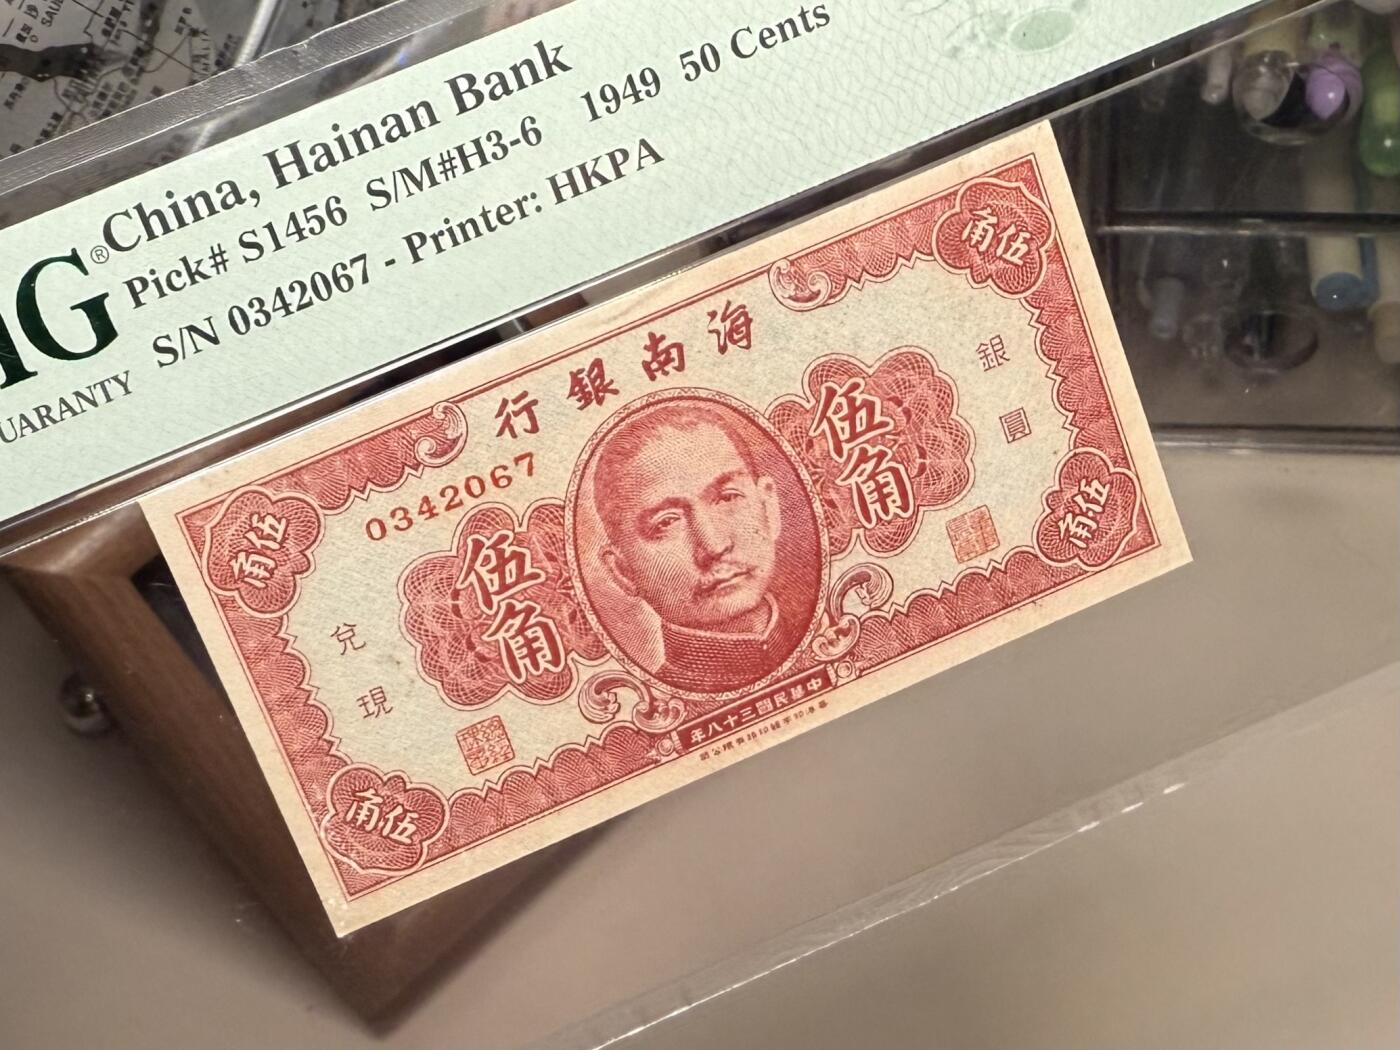 China, Hainan Bank
Pick# S1456 S/M#H3-6 1949 50 Cents
S/N 0342067 - Printer: HKPA
G®
UARANTY
行銀南海
0342067
角伍
角伍
伍角
伍角
銀圓
兌現
角伍
角伍
年八十三國民華中